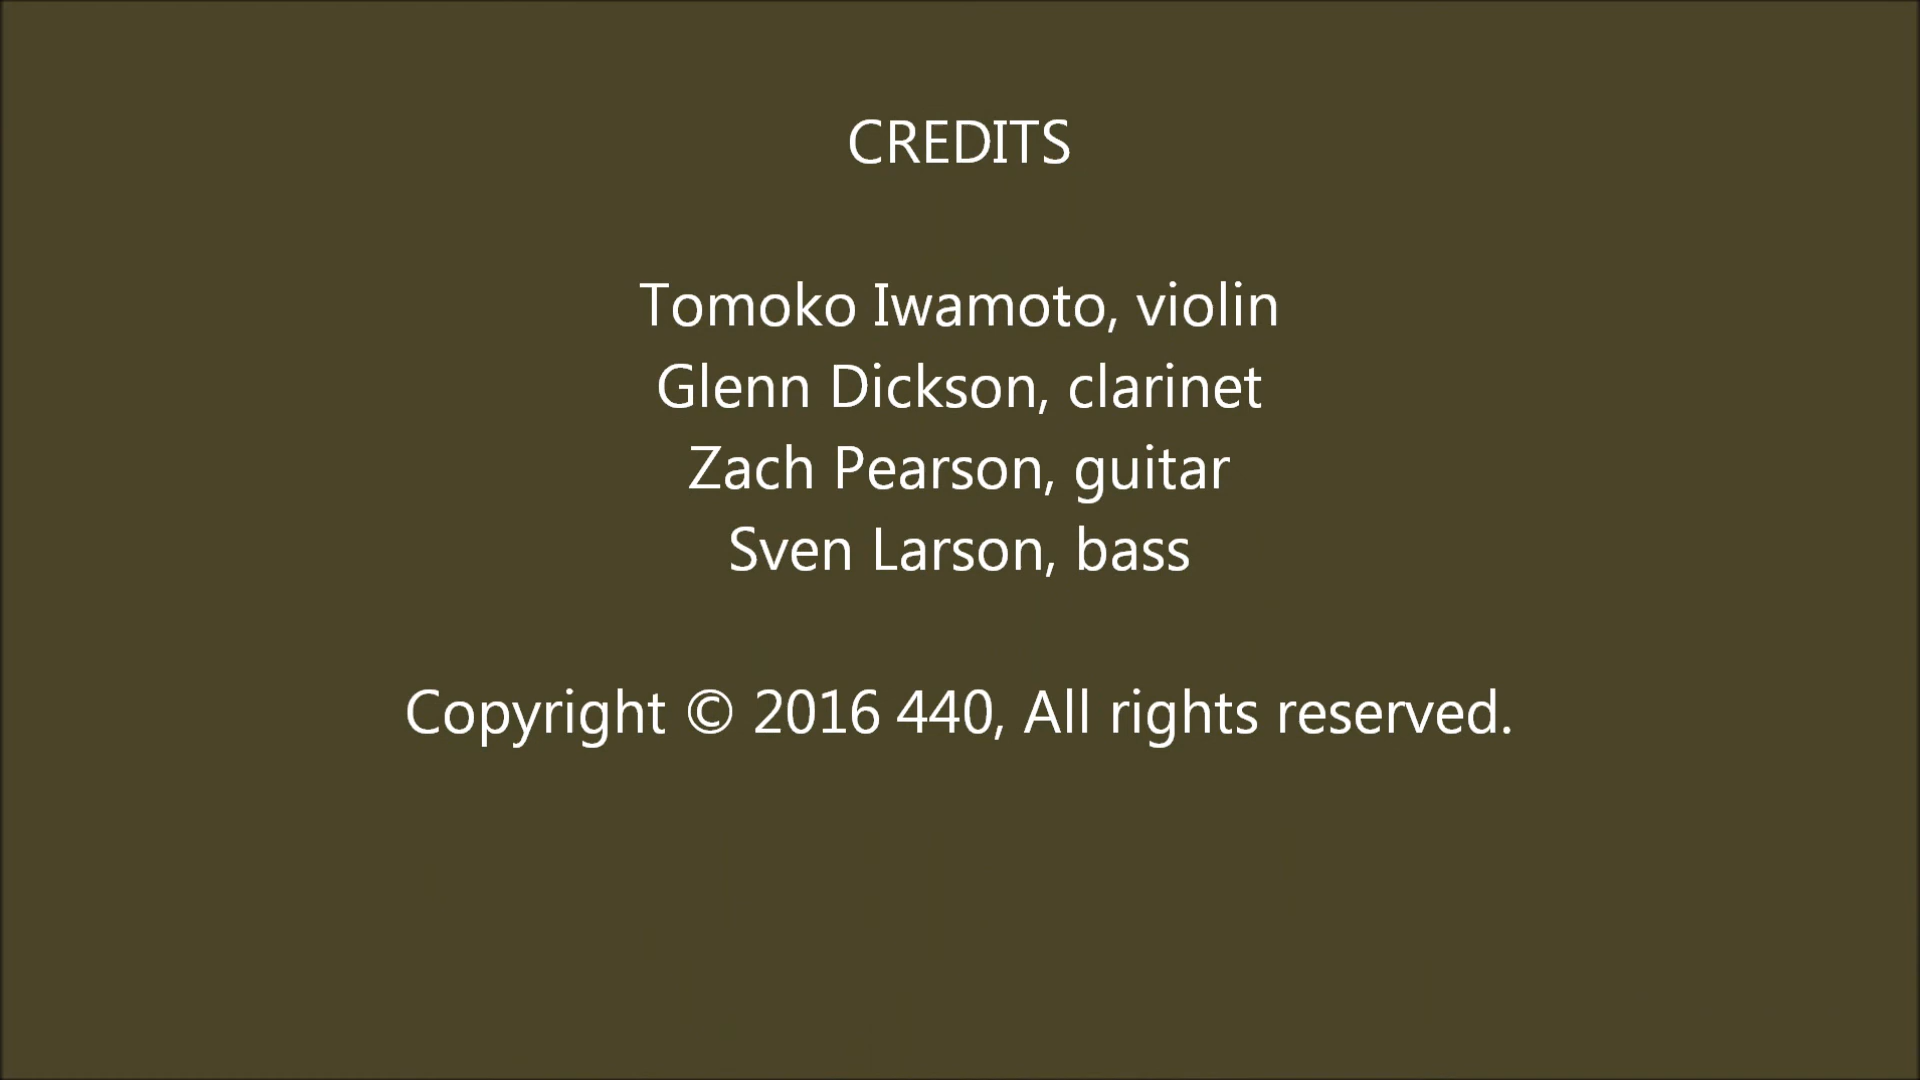 CREDITS
Tomoko Iwamoto, violin
Glenn Dickson, clarinet
Zach Pearson, guitar
Sven Larson, bass
Copyright © 2016 440, All rights reserved.